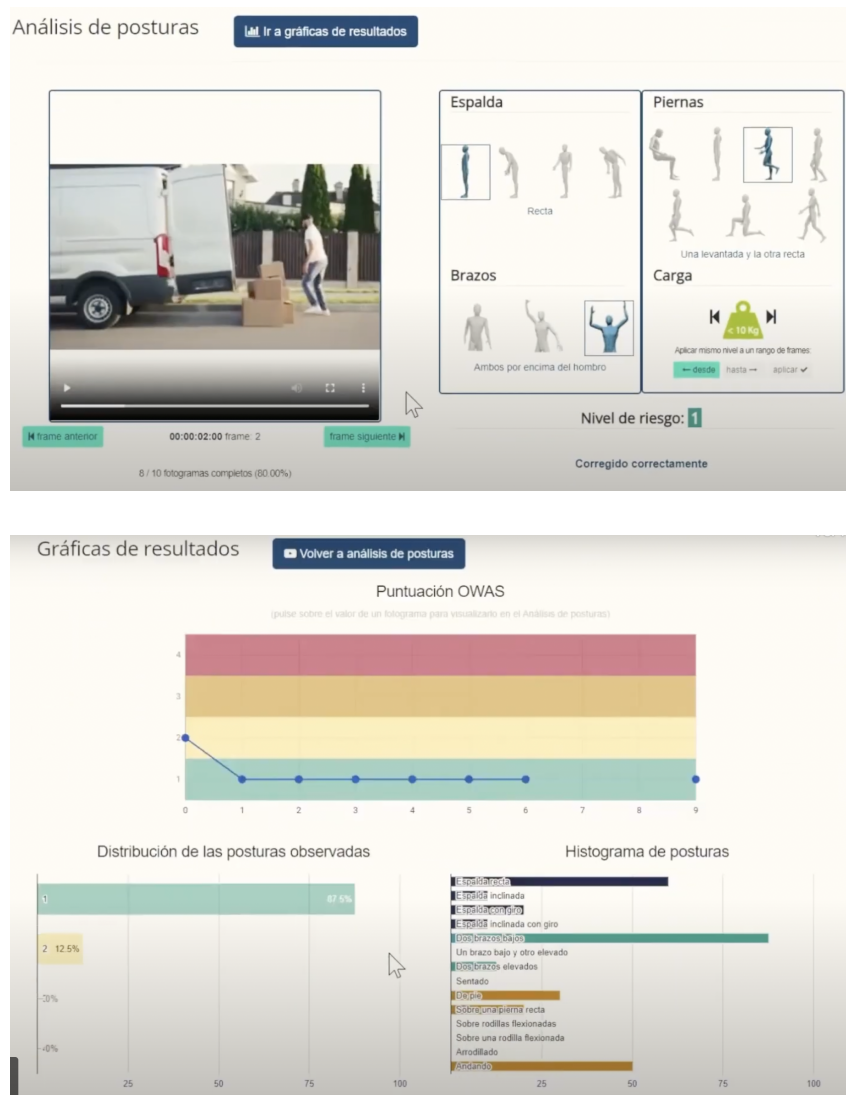 Análisis de posturas
Ir a gráficas de resultados
Espalda
Recta
Piernas
Una levantada y la otra recta
Brazos
Ambos por encima del hombro
Carga
< 10 Kg
Aplicar mismo nivel a un rango de frames:
← desde hasta → aplicar ✔
frame anterior
00:00:02:00 frame: 2
frame siguiente
8 / 10 fotogramas completos (80.00%)
Nivel de riesgo: 1
Corregido correctamente
Gráficas de resultados
Volver a análisis de posturas
Puntuación OWAS
(pulse sobre el valor de un fotograma para visualizarlo en el Análisis de posturas)
4
3
2
1
0 1 2 3 4 5 6 7 8 9
Distribución de las posturas observadas
1 87.5%
2 12.5%
-40%
25 50 75 100
Histograma de posturas
Espalda recta
Espalda inclinada
Espalda con giro
Espalda inclinada con giro
Dos brazos bajos
Un brazo bajo y otro elevado
Dos brazos elevados
Sentado
De pie
Sobre una pierna recta
Sobre rodillas flexionadas
Sobre una rodilla flexionada
Arrodillado
Andando
25 50 75 100